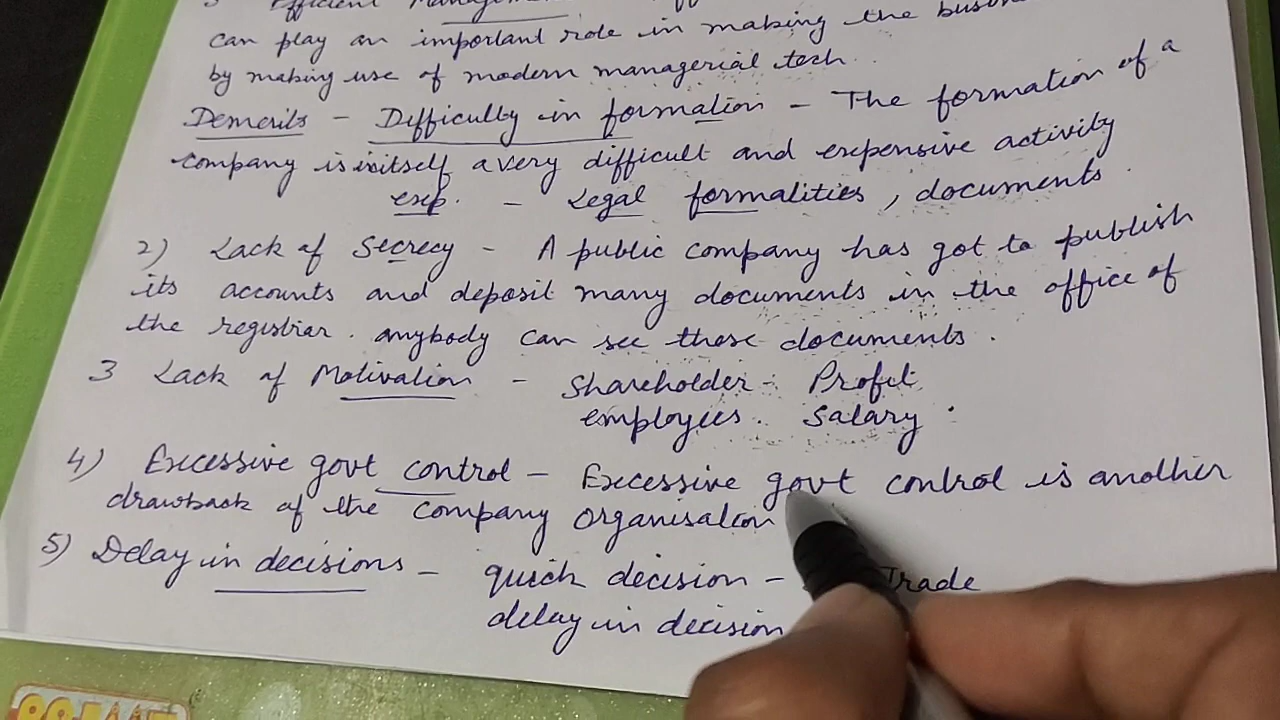 3 Efficient Management
can play an important role in making the
by making use of modern managerial tech.
Demerits - Difficulty in formation - The formation of a
company is initself a very difficult and expensive activity
exp. - Legal formalities, documents.
2) Lack of Secrecy - A public company has got to publish
its accounts and deposit many documents in the office of
the registrar. anybody can see these documents.
3 Lack of Motivation - Shareholder - Profit
employees. Salary.
4) Excessive govt control - Excessive govt control is another
drawback of the company organisation
5) Delay in decisions - quick decision - Trade
delay in decision